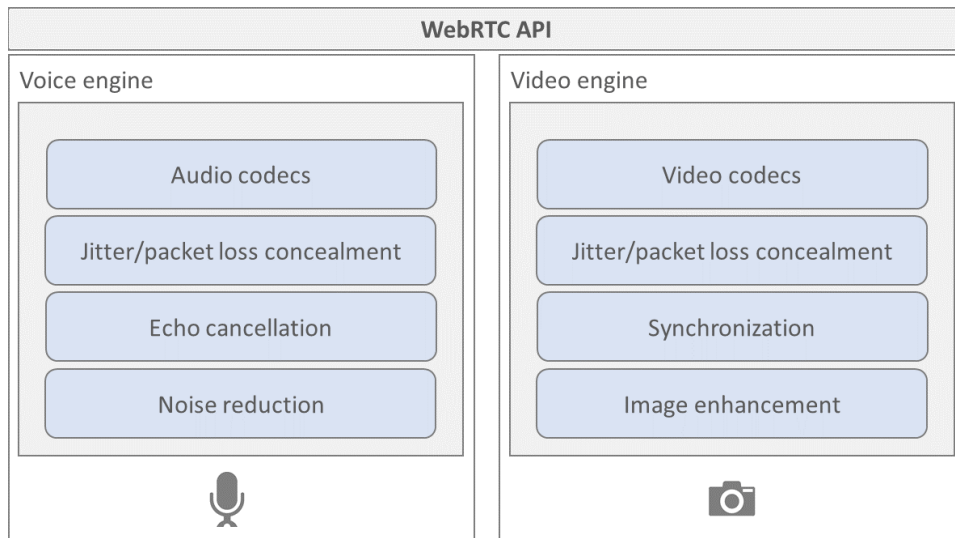 WebRTC API
Voice engine
Audio codecs
Jitter/packet loss concealment
Echo cancellation
Noise reduction
Video engine
Video codecs
Jitter/packet loss concealment
Synchronization
Image enhancement